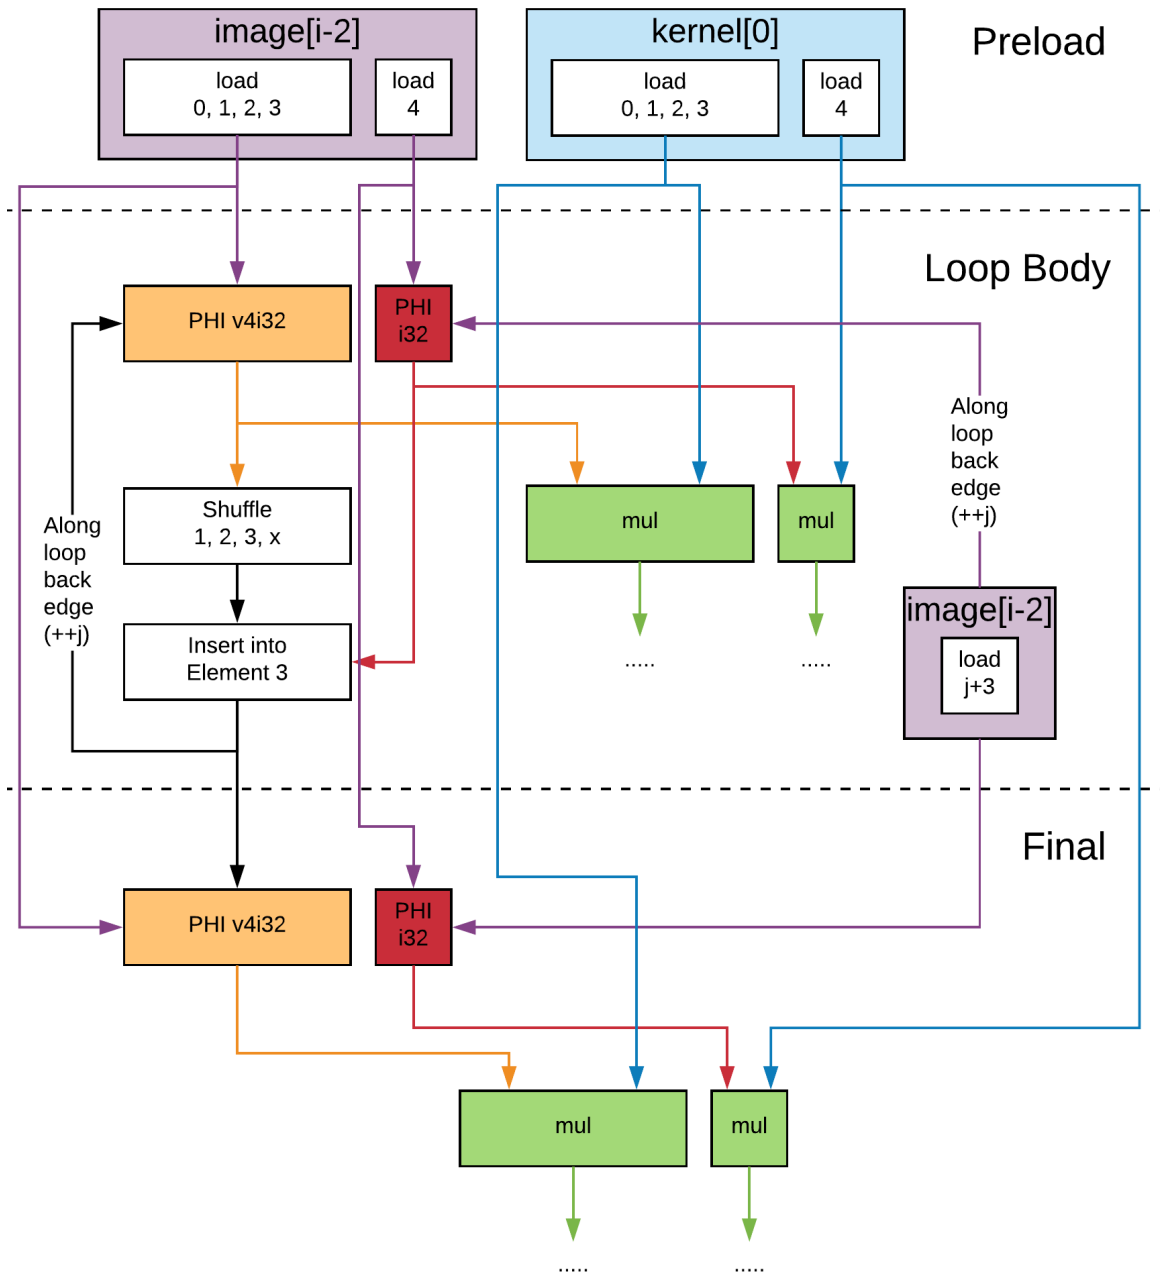 image[i-2]
kernel[0]
Preload
load
0, 1, 2, 3
load
4
load
0, 1, 2, 3
load
4
Loop Body
PHI v4i32
PHI
i32
Along
loop
back
edge
(++j)
Shuffle
1, 2, 3, x
mul
mul
Along
loop
back
edge
(++j)
image[i-2]
load
j+3
Insert into
Element 3
.....
.....
Final
PHI v4i32
PHI
i32
mul
mul
.....
.....